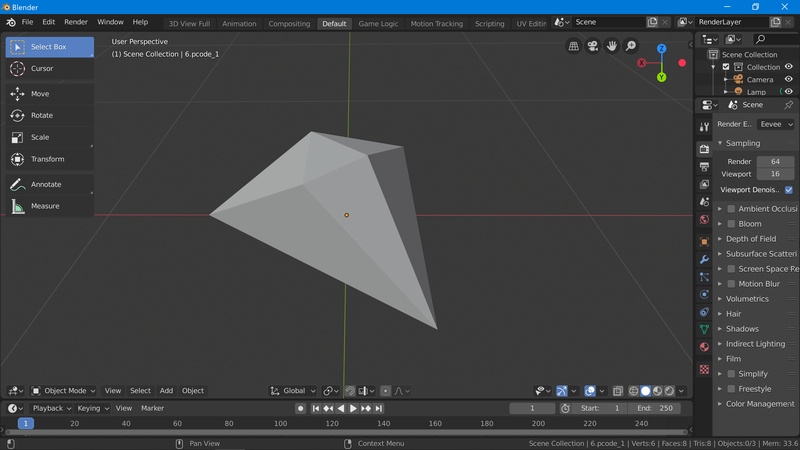 Blender
File Edit Render Window Help
3D View Full Animation Compositing Default Game Logic Motion Tracking Scripting UV Editin
Scene
RenderLayer
Select Box
Cursor
Move
Rotate
Scale
Transform
Annotate
Measure
User Perspective
(1) Scene Collection | 6.pcode_1
Z
X
Y
Scene Collection
Collection
Camera
Lamp
Scene
Render E.. Eevee
Sampling
Render 64
Viewport 16
Viewport Denois..
Ambient Occlusi
Bloom
Depth of Field
Subsurface Scatteri
Screen Space Re
Motion Blur
Volumetrics
Hair
Shadows
Indirect Lighting
Film
Simplify
Freestyle
Color Management
Object Mode View Select Add Object Global
Playback Keying View Marker 1 Start: 1 End: 250
1 20 40 60 80 100 120 140 160 180 200 220 240
Pan View Context Menu Scene Collection | 6.pcode_1 | Verts:6 | Faces:8 | Tris:8 | Objects:0/3 | Mem: 33.6